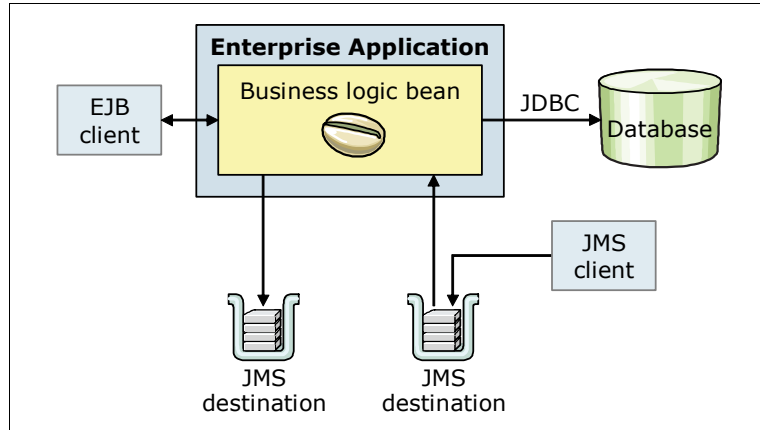 Enterprise Application
Business logic bean
EJB
client
JDBC
Database
JMS
client
JMS
destination
JMS
destination